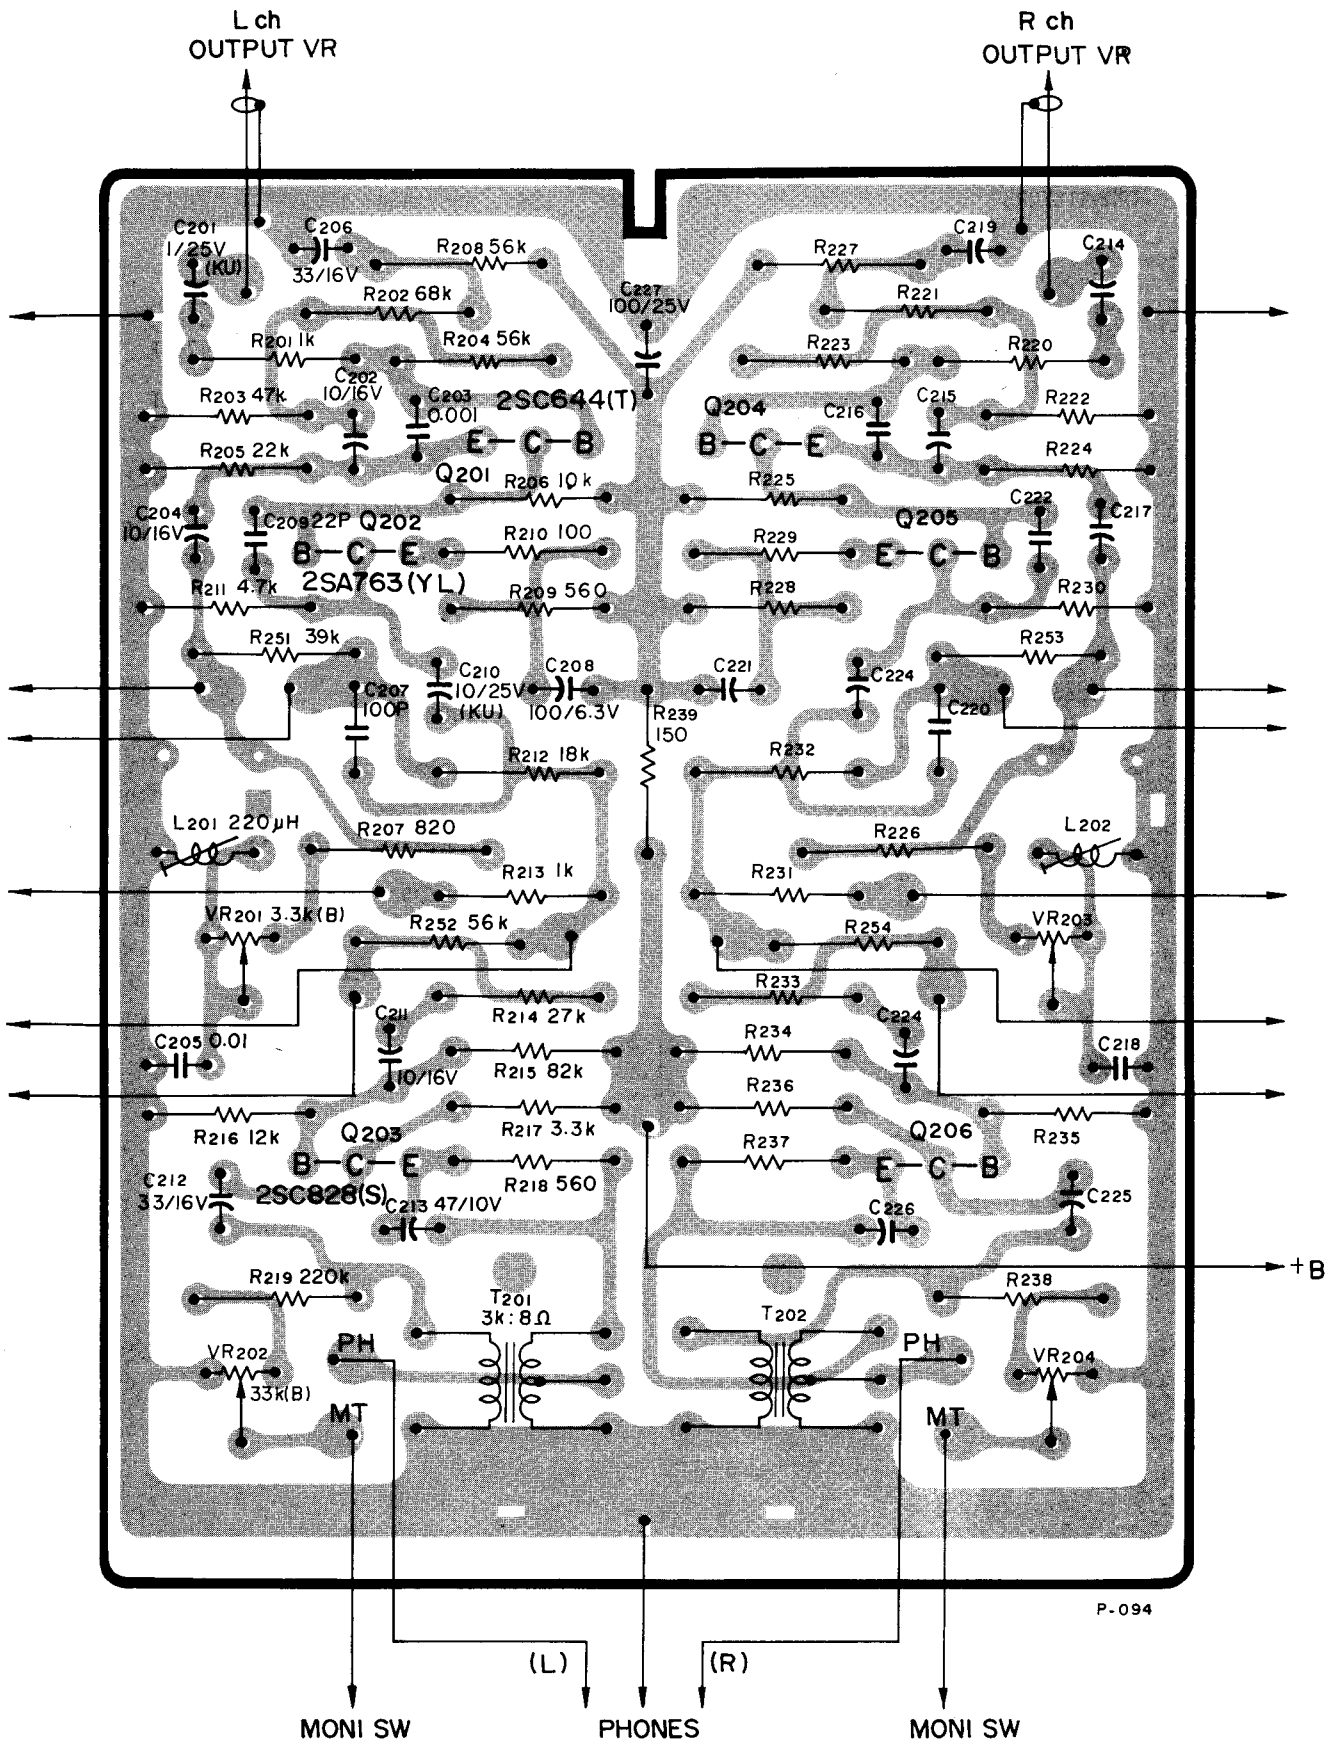 L ch
OUTPUT VR
R ch
OUTPUT VR
C201
1/25V
(KU)
C206
33/16V
R208 56k
R227
C219
C214
R202 68k
C227
100/25V
R221
R201 1k
R204 56k
R223
R220
R203 47k
C202
10/16V
C203
0.001
2SC644(T)
Q204
C216
C215
R222
E-C-B
B-C-E
R205 22k
Q201
R206 10k
R225
R224
C204
10/16V
C209 22P
Q202
R210 100
R229
Q205
C222
C217
B-C-E
E-C-B
2SA763(YL)
R211 4.7k
R209 560
R228
R230
R251 39k
R253
C207
100P
C210
10/25V
(KU)
C208
100/6.3V
C221
C224
C220
R239
150
R212 18k
R232
L201 220μH
R207 820
R226
L202
R213 1k
R231
VR201 3.3k(B)
R252 56k
R254
VR203
R233
C211
10/16V
R214 27k
C224
R234
C205 0.01
C218
R215 82k
R236
R216 12k
Q203
R217 3.3k
R237
Q206
R235
B-C-E
E-C-B
C212
33/16V
2SC828(S)
R218 560
C213 47/10V
C226
C225
+B
R219 220k
T201
3k:8Ω
T202
R238
VR202
33k(B)
PH
PH
VR204
MT
MT
P-094
(L)
(R)
MONI SW
PHONES
MONI SW